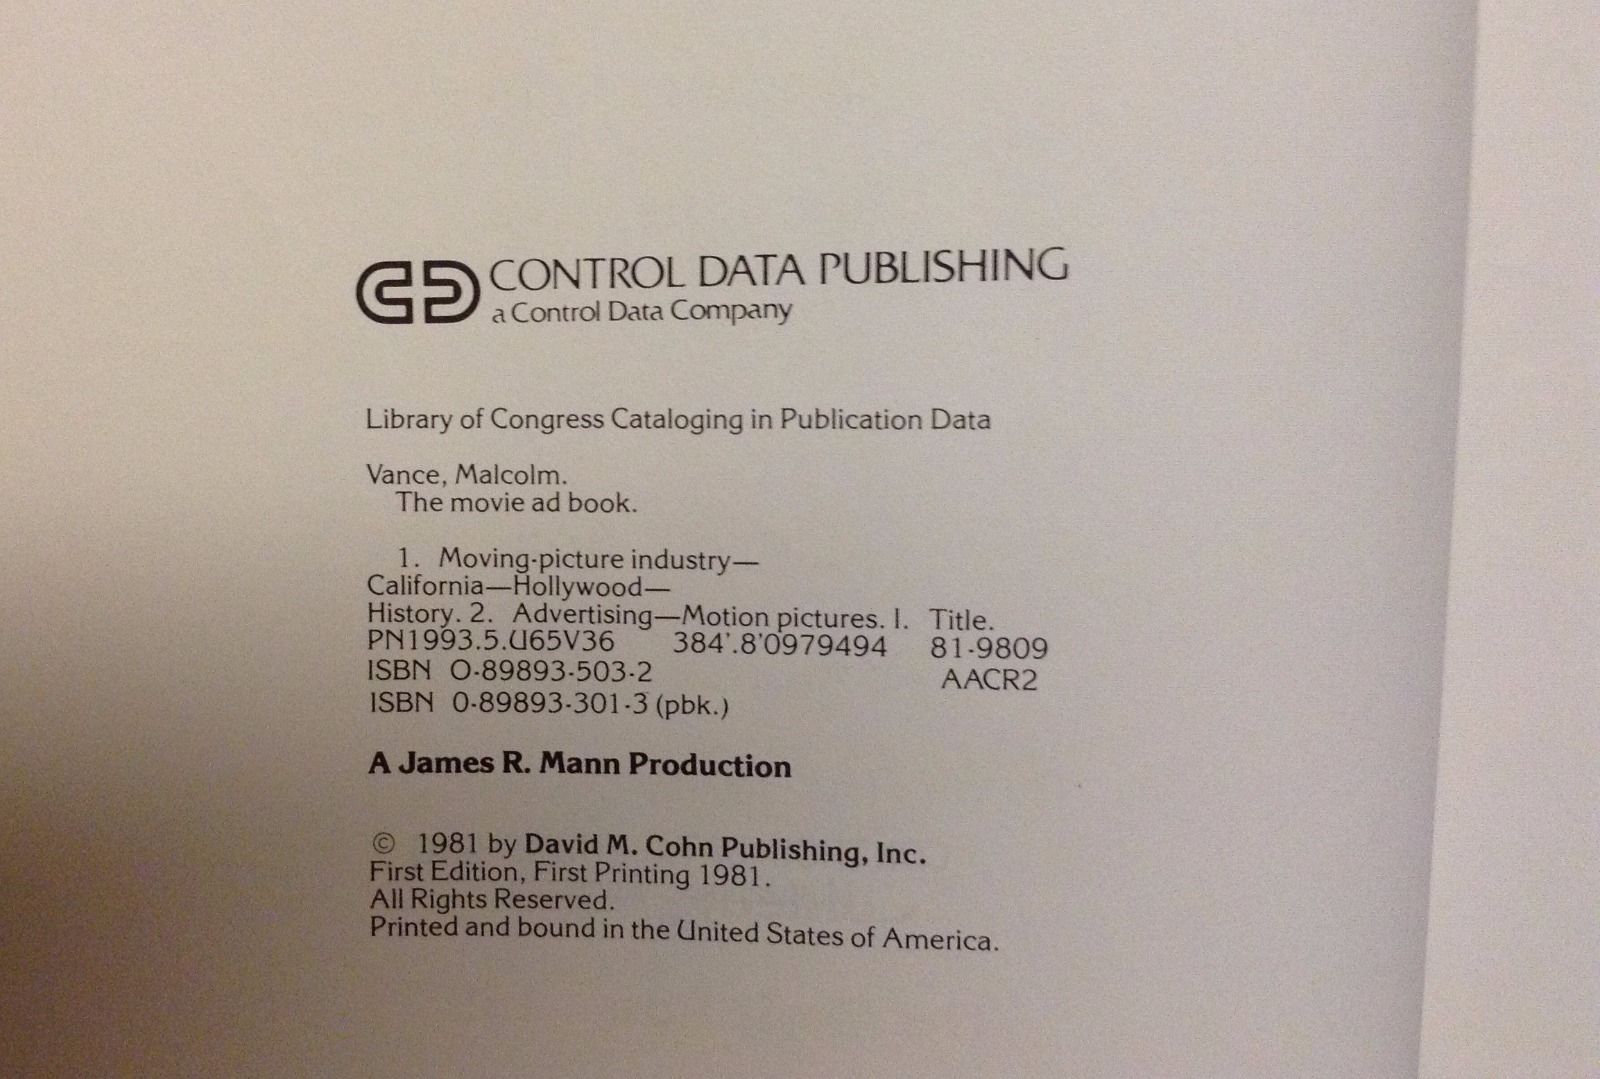 CONTROL DATA PUBLISHING
a Control Data Company
Library of Congress Cataloging in Publication Data
Vance, Malcolm.
The movie ad book.
1. Moving-picture industry—
California—Hollywood—
History. 2. Advertising—Motion pictures. I. Title.
PN1993.5.U65V36 384'.8'0979494 81-9809
ISBN O-89893-503-2 AACR2
ISBN 0-89893-301-3 (pbk.)
A James R. Mann Production
© 1981 by David M. Cohn Publishing, Inc.
First Edition, First Printing 1981.
All Rights Reserved.
Printed and bound in the United States of America.